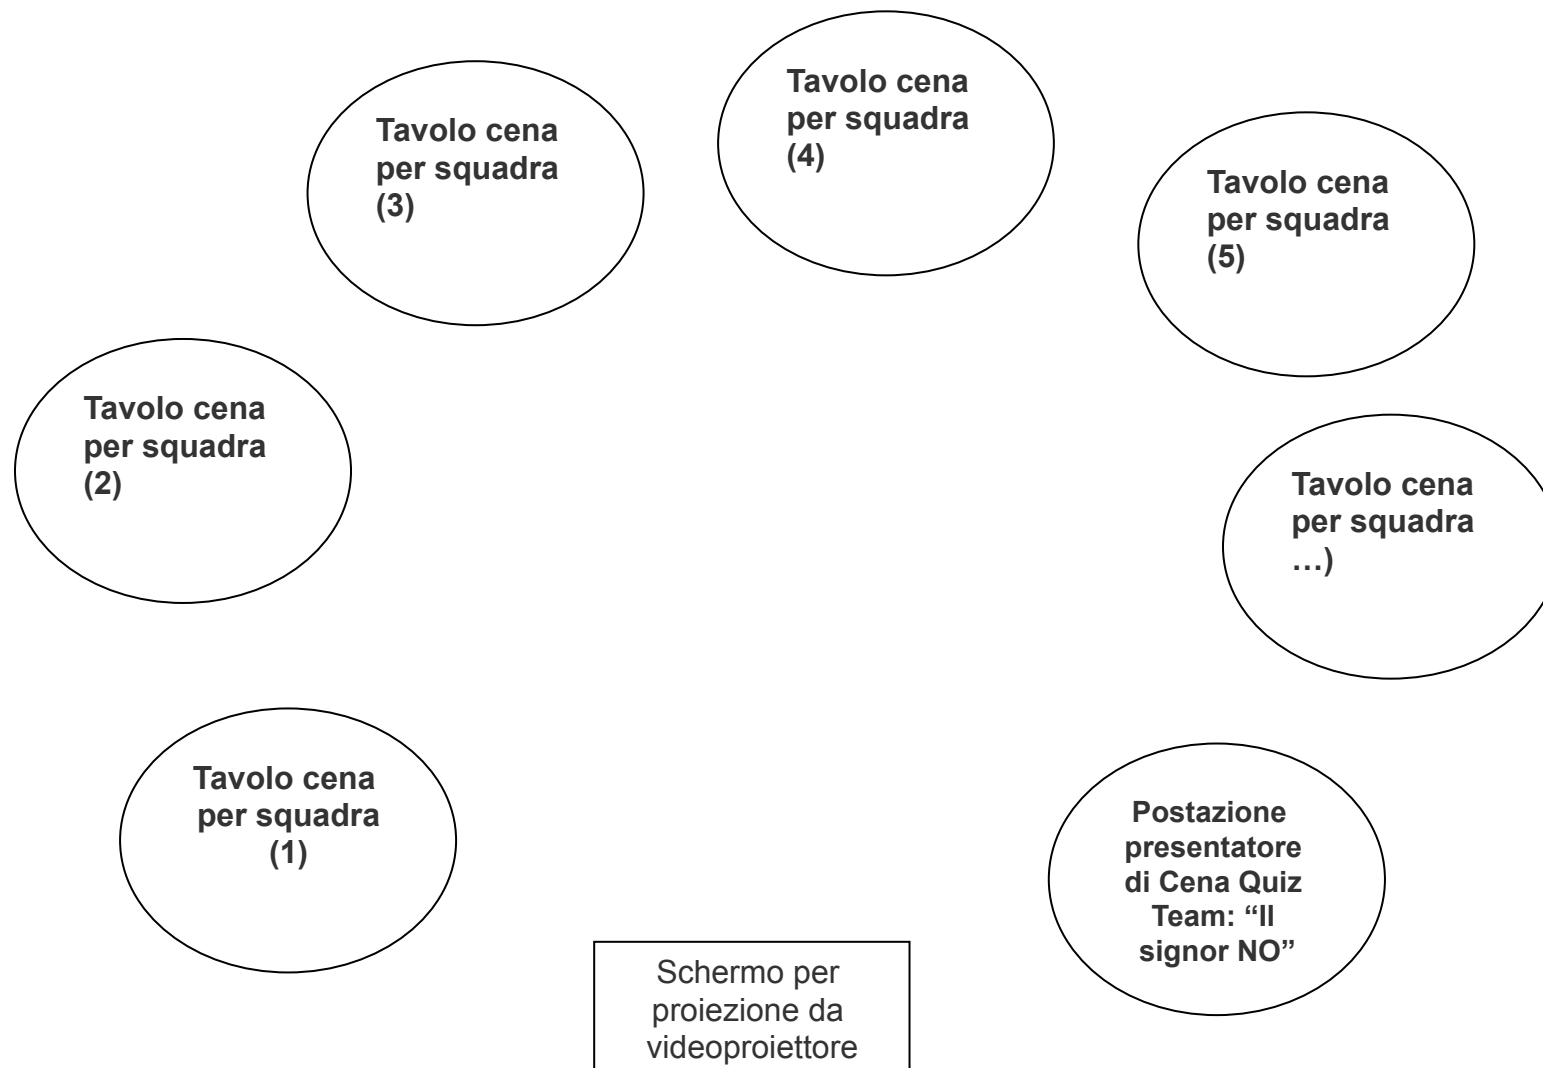 Tavolo cena
per squadra
(4)
Tavolo cena
per squadra
(3)
Tavolo cena
per squadra
(5)
Tavolo cena
per squadra
(2)
Tavolo cena
per squadra
…)
Tavolo cena
per squadra
(1)
Postazione
presentatore
di Cena Quiz
Team: “Il
signor NO”
Schermo per
proiezione da
videoproiettore